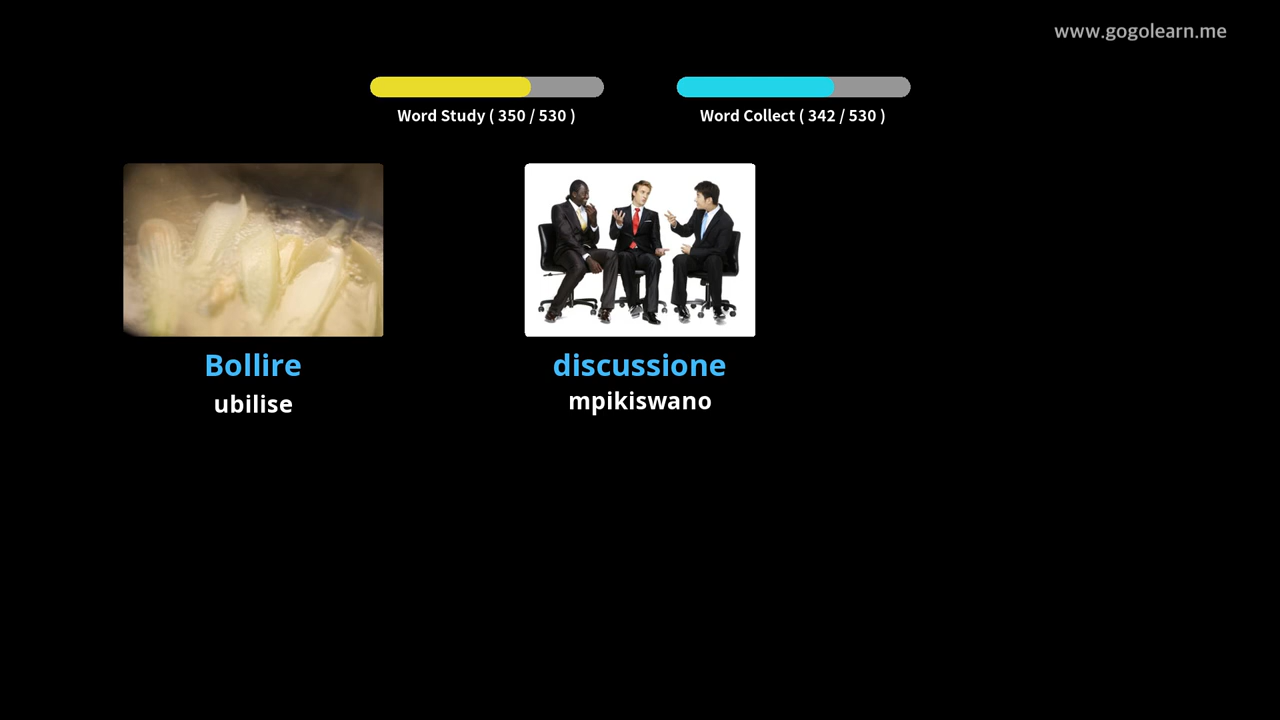 www.gogolearn.me
Word Study ( 350 / 530 )
Word Collect ( 342 / 530 )
Bollire
ubilise
discussione
mpikiswano